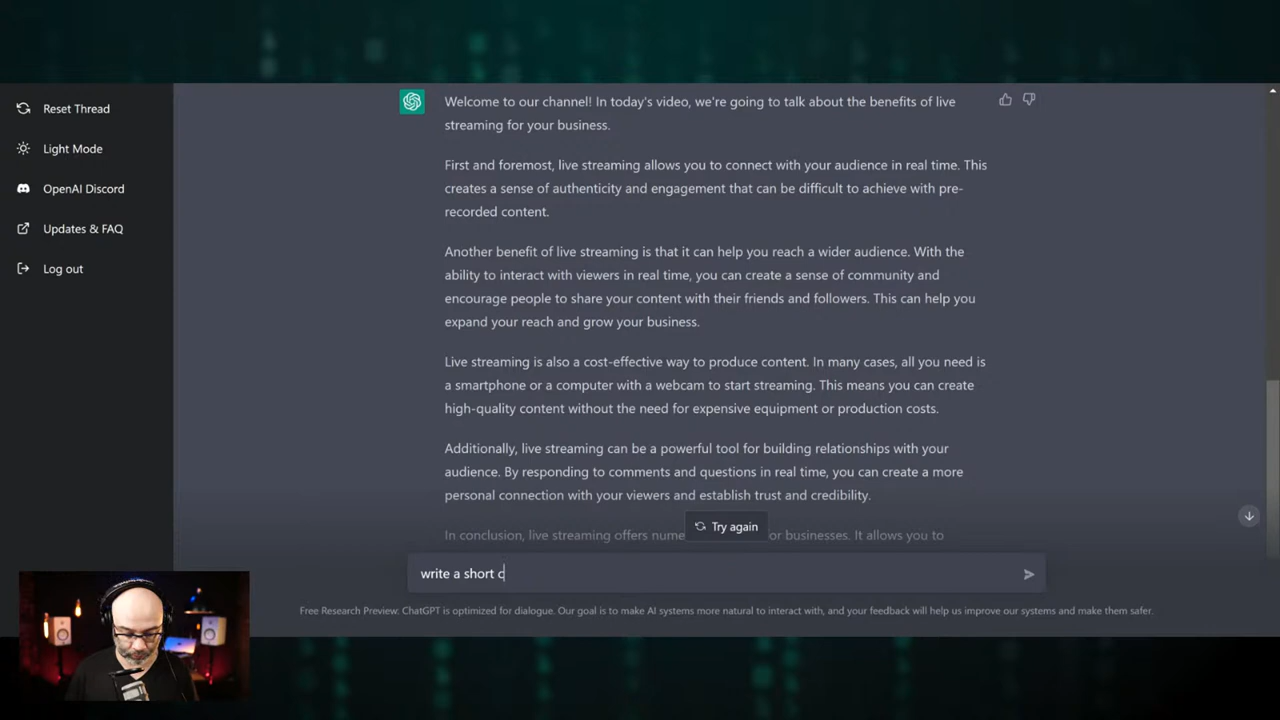 Reset Thread
Light Mode
OpenAI Discord
Updates & FAQ
Log out
Welcome to our channel! In today's video, we're going to talk about the benefits of live
streaming for your business.
First and foremost, live streaming allows you to connect with your audience in real time. This
creates a sense of authenticity and engagement that can be difficult to achieve with pre-
recorded content.
Another benefit of live streaming is that it can help you reach a wider audience. With the
ability to interact with viewers in real time, you can create a sense of community and
encourage people to share your content with their friends and followers. This can help you
expand your reach and grow your business.
Live streaming is also a cost-effective way to produce content. In many cases, all you need is
a smartphone or a computer with a webcam to start streaming. This means you can create
high-quality content without the need for expensive equipment or production costs.
Additionally, live streaming can be a powerful tool for building relationships with your
audience. By responding to comments and questions in real time, you can create a more
personal connection with your viewers and establish trust and credibility.
In conclusion, live streaming offers nume or businesses. It allows you to
Try again
write a short c
Free Research Preview: ChatGPT is optimized for dialogue. Our goal is to make AI systems more natural to interact with, and your feedback will help us improve our systems and make them safer.